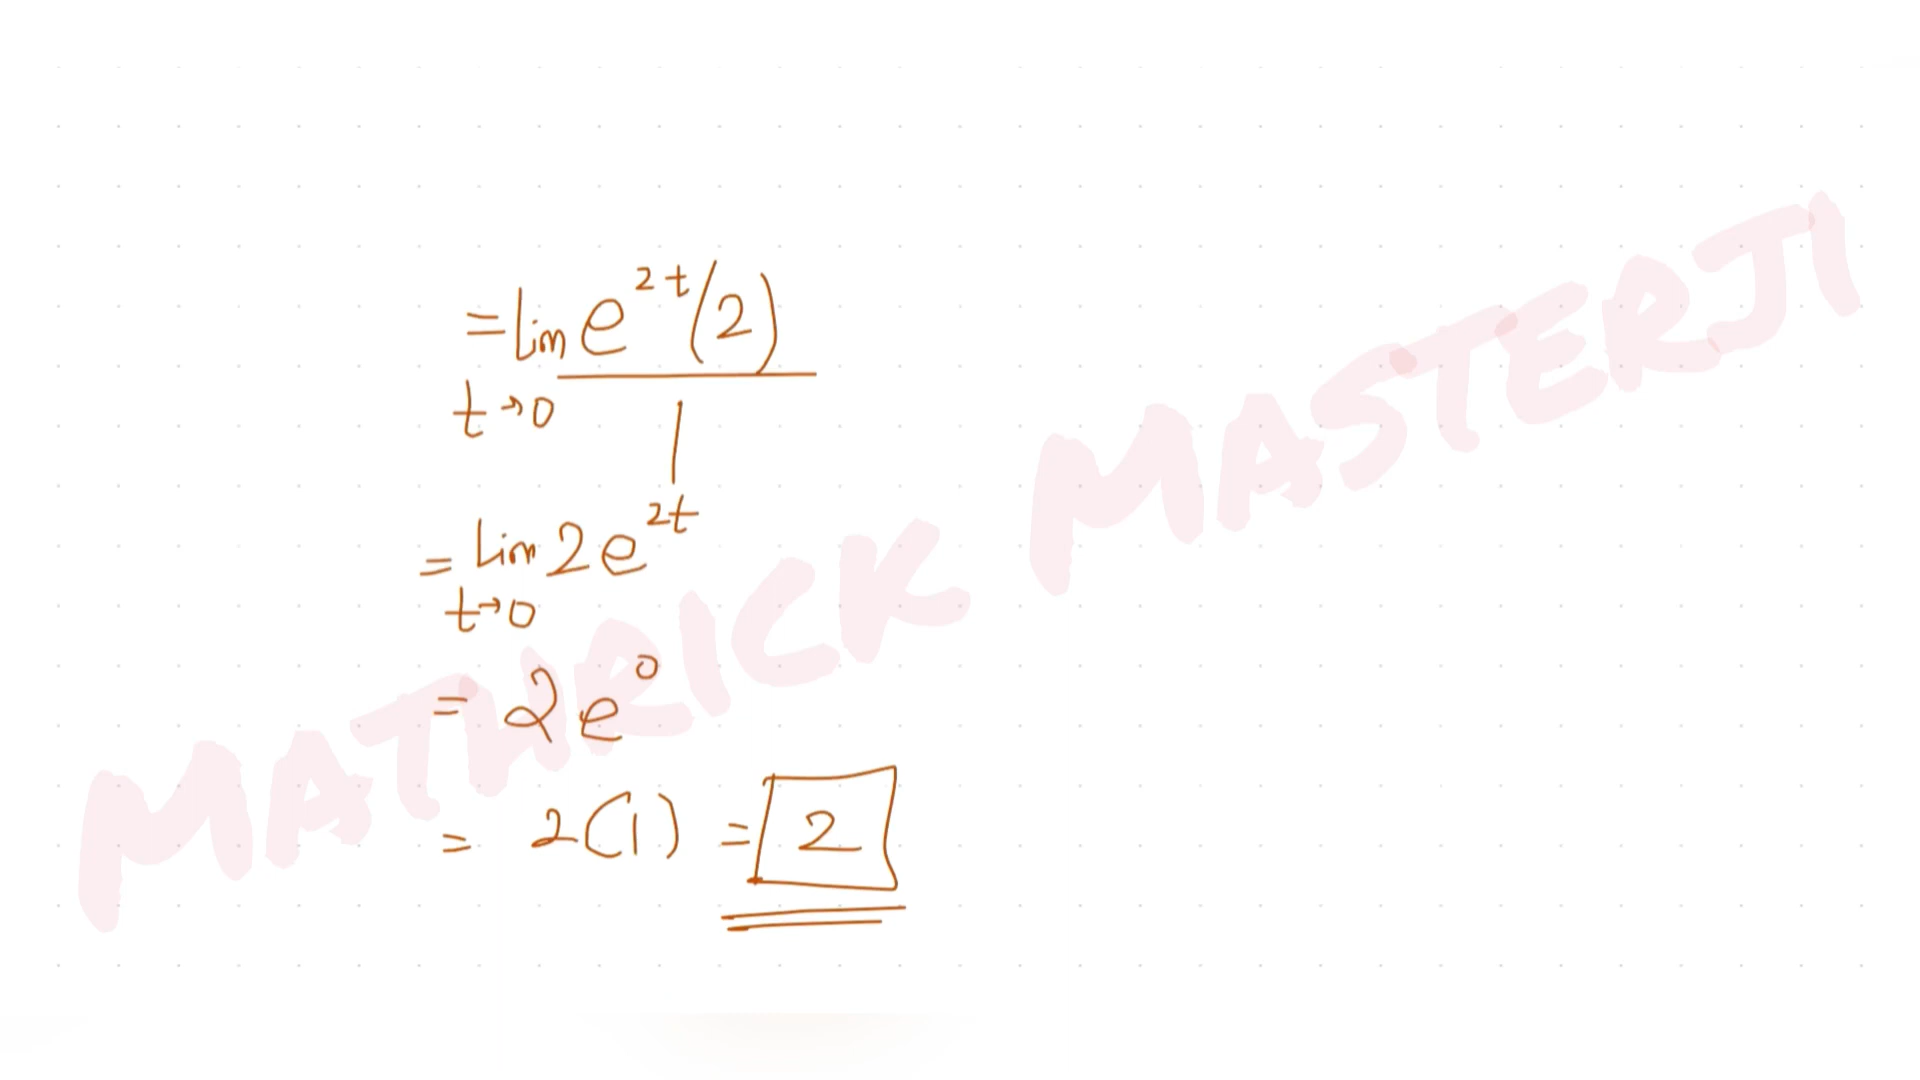 = lim e^{2t}(2)
t→0 1
= lim 2e^{2t}
t→0
= 2e^0
= 2(1) = 2
MATHRICK MASTERJI